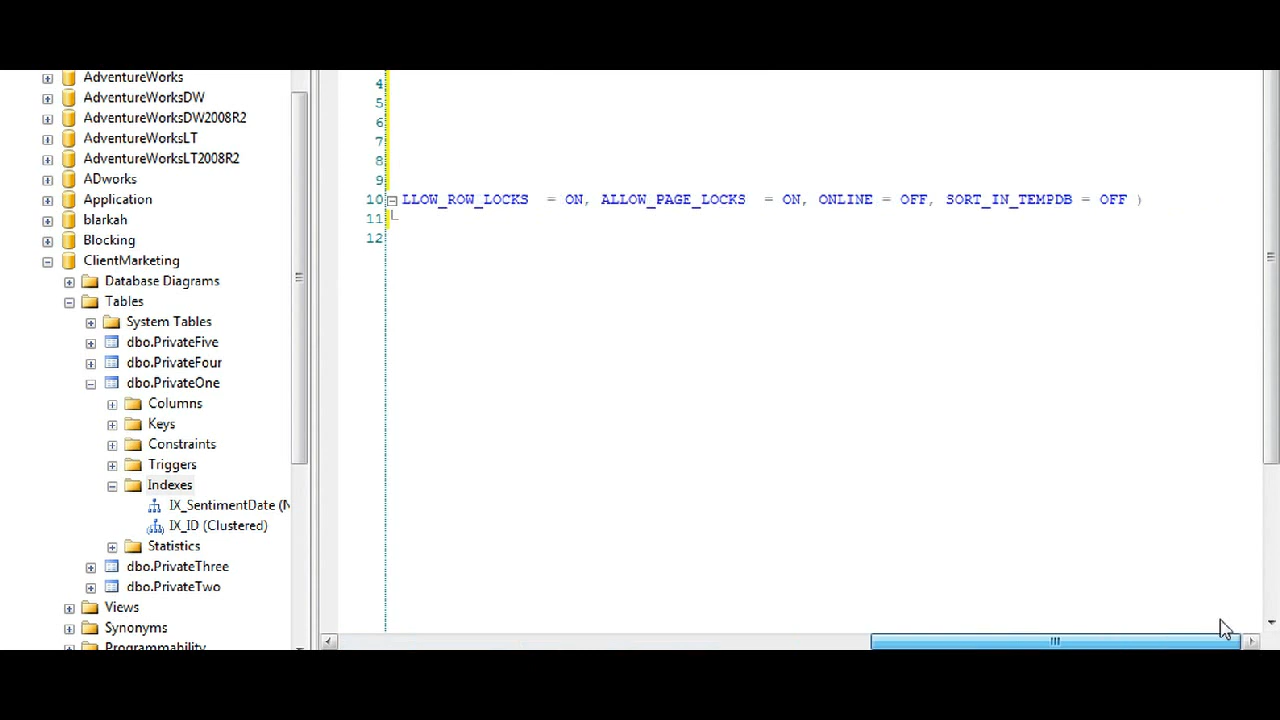 AdventureWorks
AdventureWorksDW
AdventureWorksDW2008R2
AdventureWorksLT
AdventureWorksLT2008R2
ADworks
Application
blarkah
Blocking
ClientMarketing
Database Diagrams
Tables
System Tables
dbo.PrivateFive
dbo.PrivateFour
dbo.PrivateOne
Columns
Keys
Constraints
Triggers
Indexes
IX_SentimentDate (N
IX_ID (Clustered)
Statistics
dbo.PrivateThree
dbo.PrivateTwo
Views
Synonyms
Programmability
4
5
6
7
8
9
10 LLOW_ROW_LOCKS = ON, ALLOW_PAGE_LOCKS = ON, ONLINE = OFF, SORT_IN_TEMPDB = OFF )
11
12